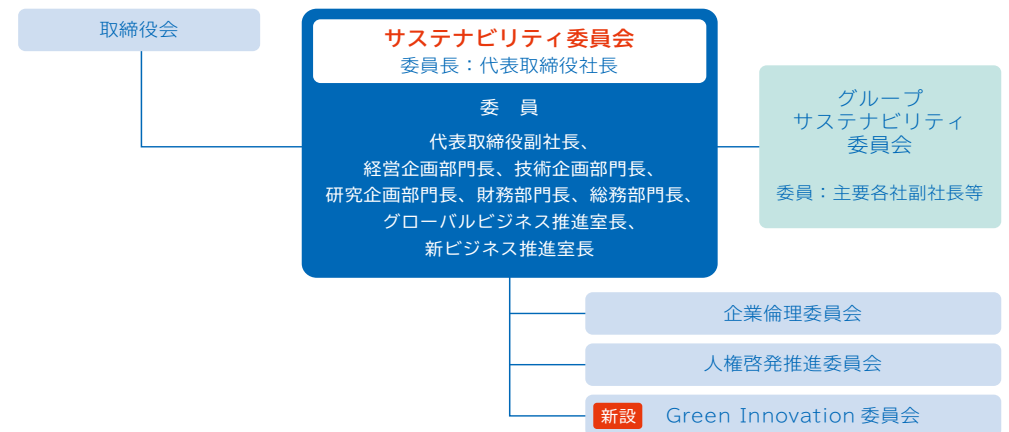 取締役会
サステナビリティ委員会
委員長：代表取締役社長
委　員
代表取締役副社長、
経営企画部門長、技術企画部門長、
研究企画部門長、財務部門長、総務部門長、
グローバルビジネス推進室長、
新ビジネス推進室長
グループ
サステナビリティ
委員会
委員：主要各社副社長等
企業倫理委員会
人権啓発推進委員会
新設　Green Innovation 委員会